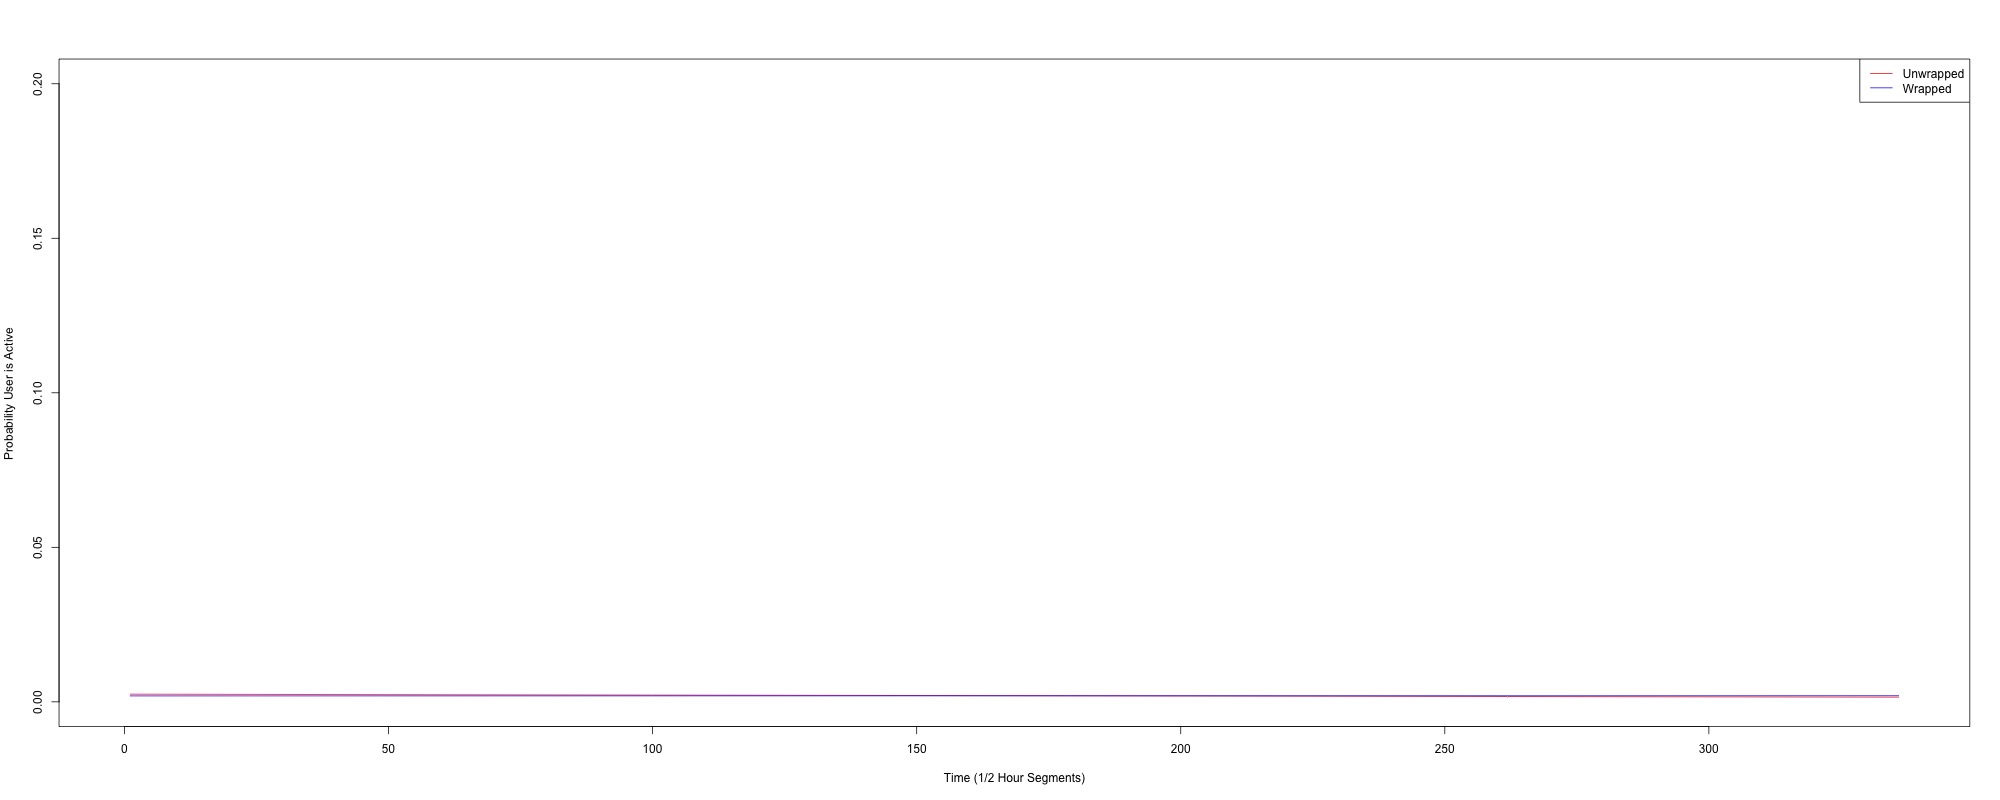 Unwrapped
Wrapped
0.20
0.15
0.10
0.05
0.00
Probability User is Active
0 50 100 150 200 250 300
Time (1/2 Hour Segments)